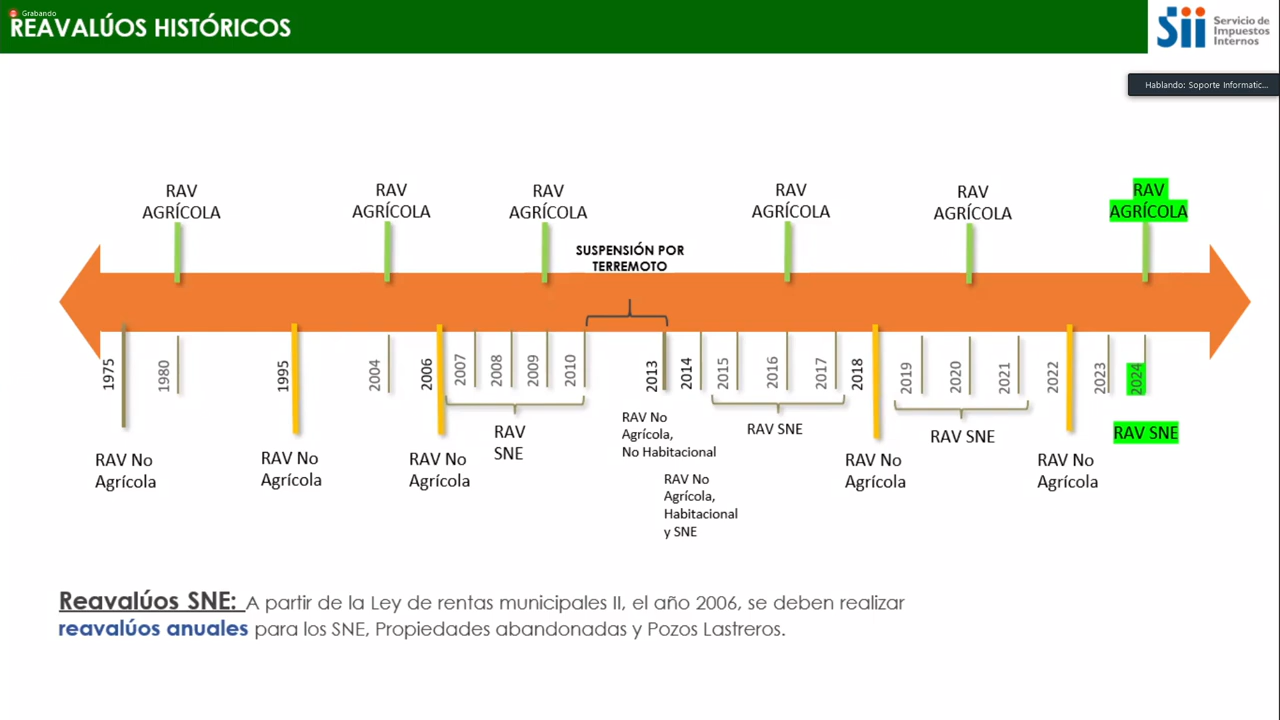 Grabando
REAVALÚOS HISTÓRICOS
Sii
Servicio de
Impuestos
Internos
Hablando: Soporte Informatic...
RAV
AGRÍCOLA
RAV
AGRÍCOLA
RAV
AGRÍCOLA
RAV
AGRÍCOLA
RAV
AGRÍCOLA
RAV
AGRÍCOLA
SUSPENSIÓN POR
TERREMOTO
1975
1980
1995
2004
2006
2007
2008
2009
2010
2013
2014
2015
2016
2017
2018
2019
2020
2021
2022
2023
2024
RAV No
Agrícola
RAV No
Agrícola
RAV No
Agrícola
RAV
SNE
RAV No
Agrícola,
No Habitacional
RAV No
Agrícola,
Habitacional
y SNE
RAV SNE
RAV No
Agrícola
RAV SNE
RAV No
Agrícola
RAV SNE
Reavalúos SNE: A partir de la Ley de rentas municipales II, el año 2006, se deben realizar
reavalúos anuales para los SNE, Propiedades abandonadas y Pozos Lastreros.